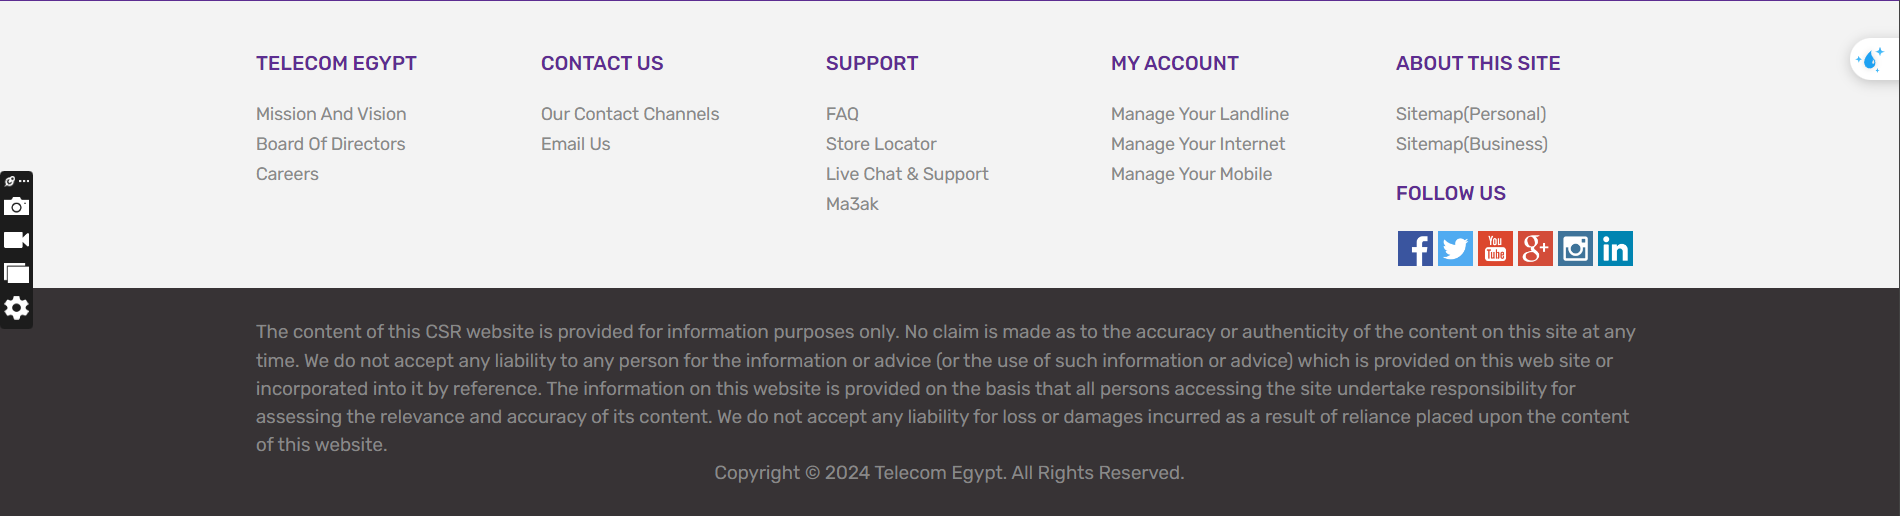 TELECOM EGYPT
Mission And Vision
Board Of Directors
Careers
CONTACT US
Our Contact Channels
Email Us
SUPPORT
FAQ
Store Locator
Live Chat & Support
Ma3ak
MY ACCOUNT
Manage Your Landline
Manage Your Internet
Manage Your Mobile
ABOUT THIS SITE
Sitemap(Personal)
Sitemap(Business)
FOLLOW US
You
Tube
g+
in
The content of this CSR website is provided for information purposes only. No claim is made as to the accuracy or authenticity of the content on this site at any
time. We do not accept any liability to any person for the information or advice (or the use of such information or advice) which is provided on this web site or
incorporated into it by reference. The information on this website is provided on the basis that all persons accessing the site undertake responsibility for
assessing the relevance and accuracy of its content. We do not accept any liability for loss or damages incurred as a result of reliance placed upon the content
of this website.
Copyright © 2024 Telecom Egypt. All Rights Reserved.